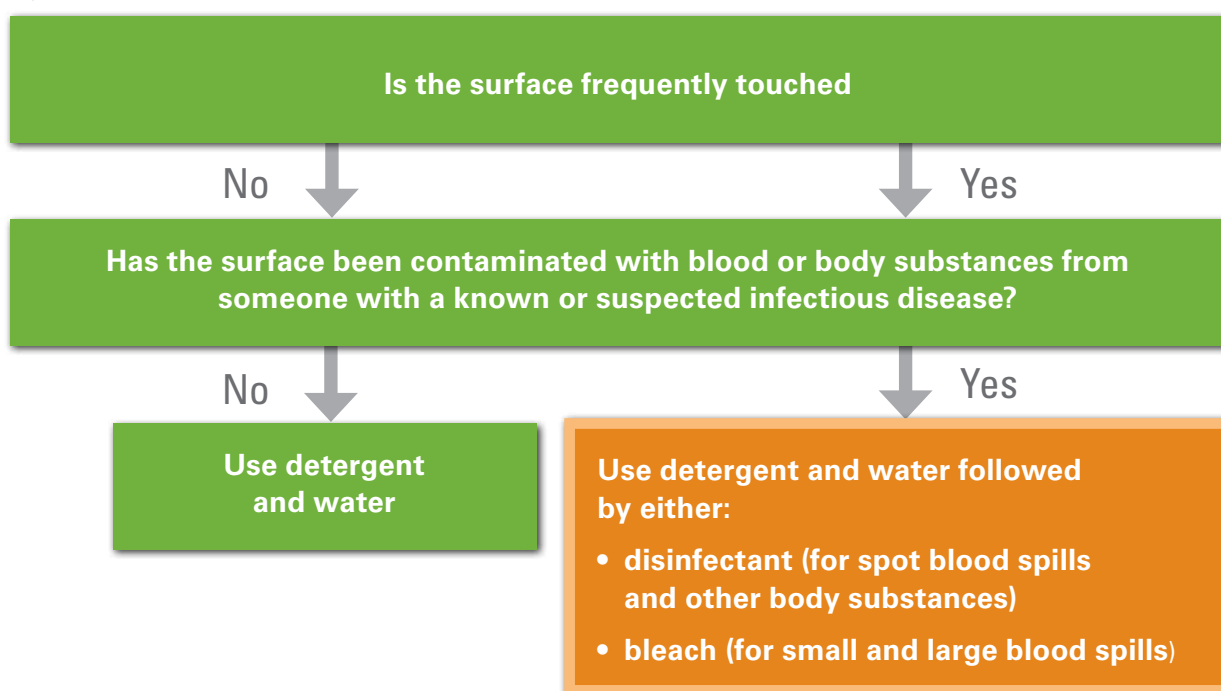 Is the surface frequently touched
No
Yes
Has the surface been contaminated with blood or body substances from
someone with a known or suspected infectious disease?
No
Yes
Use detergent
and water
Use detergent and water followed
by either:
• disinfectant (for spot blood spills
and other body substances)
• bleach (for small and large blood spills)